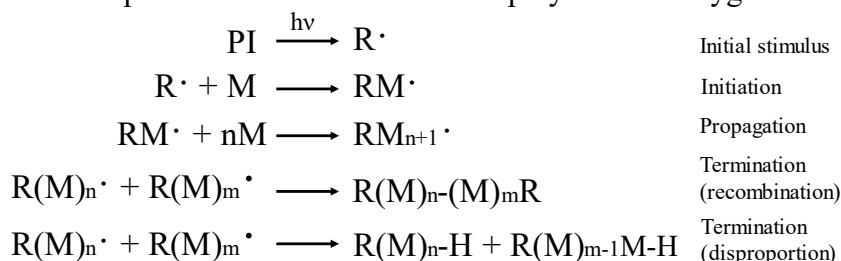 PI hν R· Initial stimulus
R· + M RM· Initiation
RM· + nM RMn+1· Propagation
R(M)n· + R(M)m· R(M)n-(M)mR Termination (recombination)
R(M)n· + R(M)m· R(M)n-H + R(M)m-1M-H Termination (disproportion)